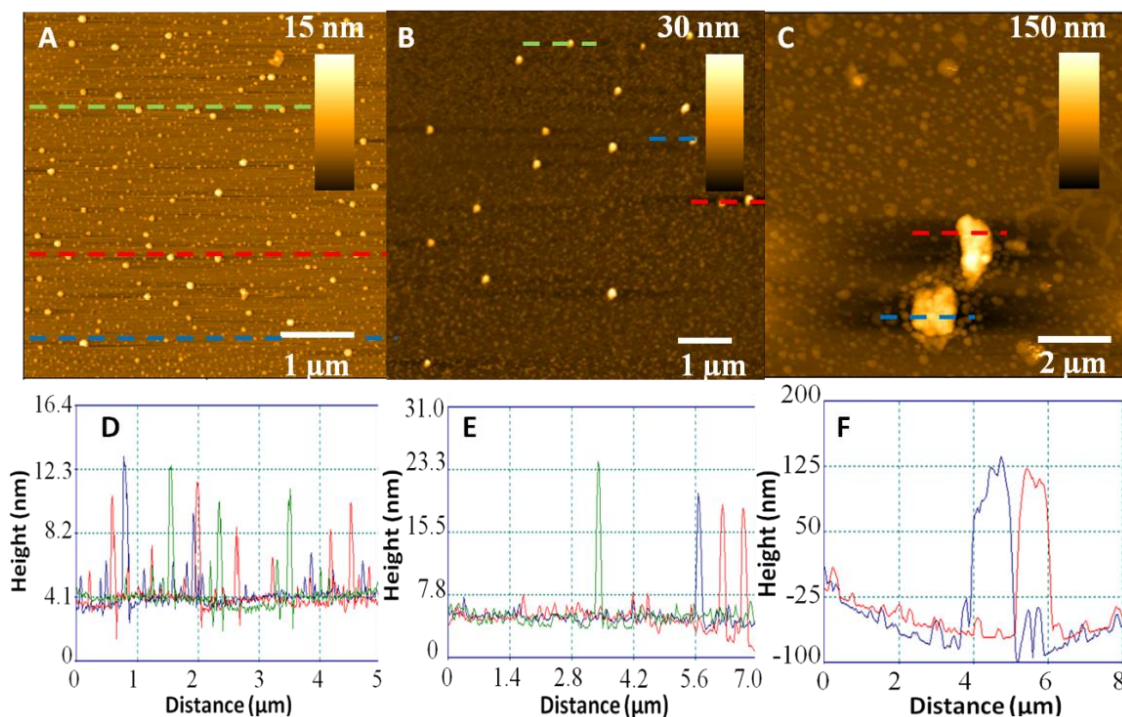 A
15 nm
1 μm
B
30 nm
1 μm
C
150 nm
2 μm
D
Height (nm)
16.4
12.3
8.2
4.1
0
0
1
2
3
4
5
Distance (μm)
E
Height (nm)
31.0
23.3
15.5
7.8
0
0
1.4
2.8
4.2
5.6
7.0
Distance (μm)
F
Height (nm)
200
125
50
-25
-100
0
2
4
6
8
Distance (μm)